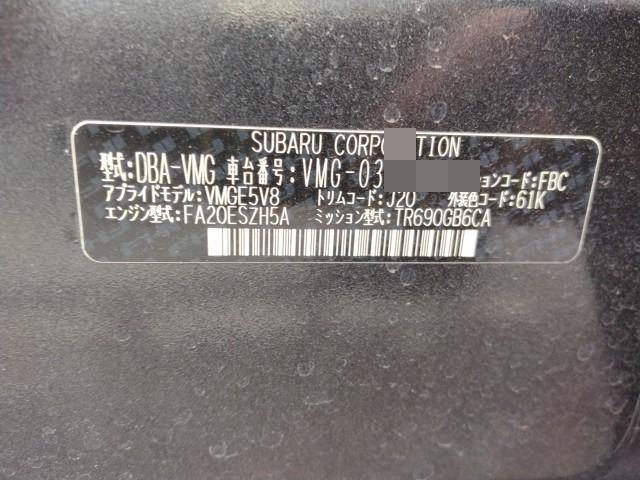 SUBARU CORPORATION
型式:DBA-VMG 車台番号:VMG-03 ションコード:FBC
アプライドモデル:VMGE5V8 トリムコード:J20 外装色コード:61K
エンジン型式:FA20ESZH5A ミッション型式:TR690GB6CA